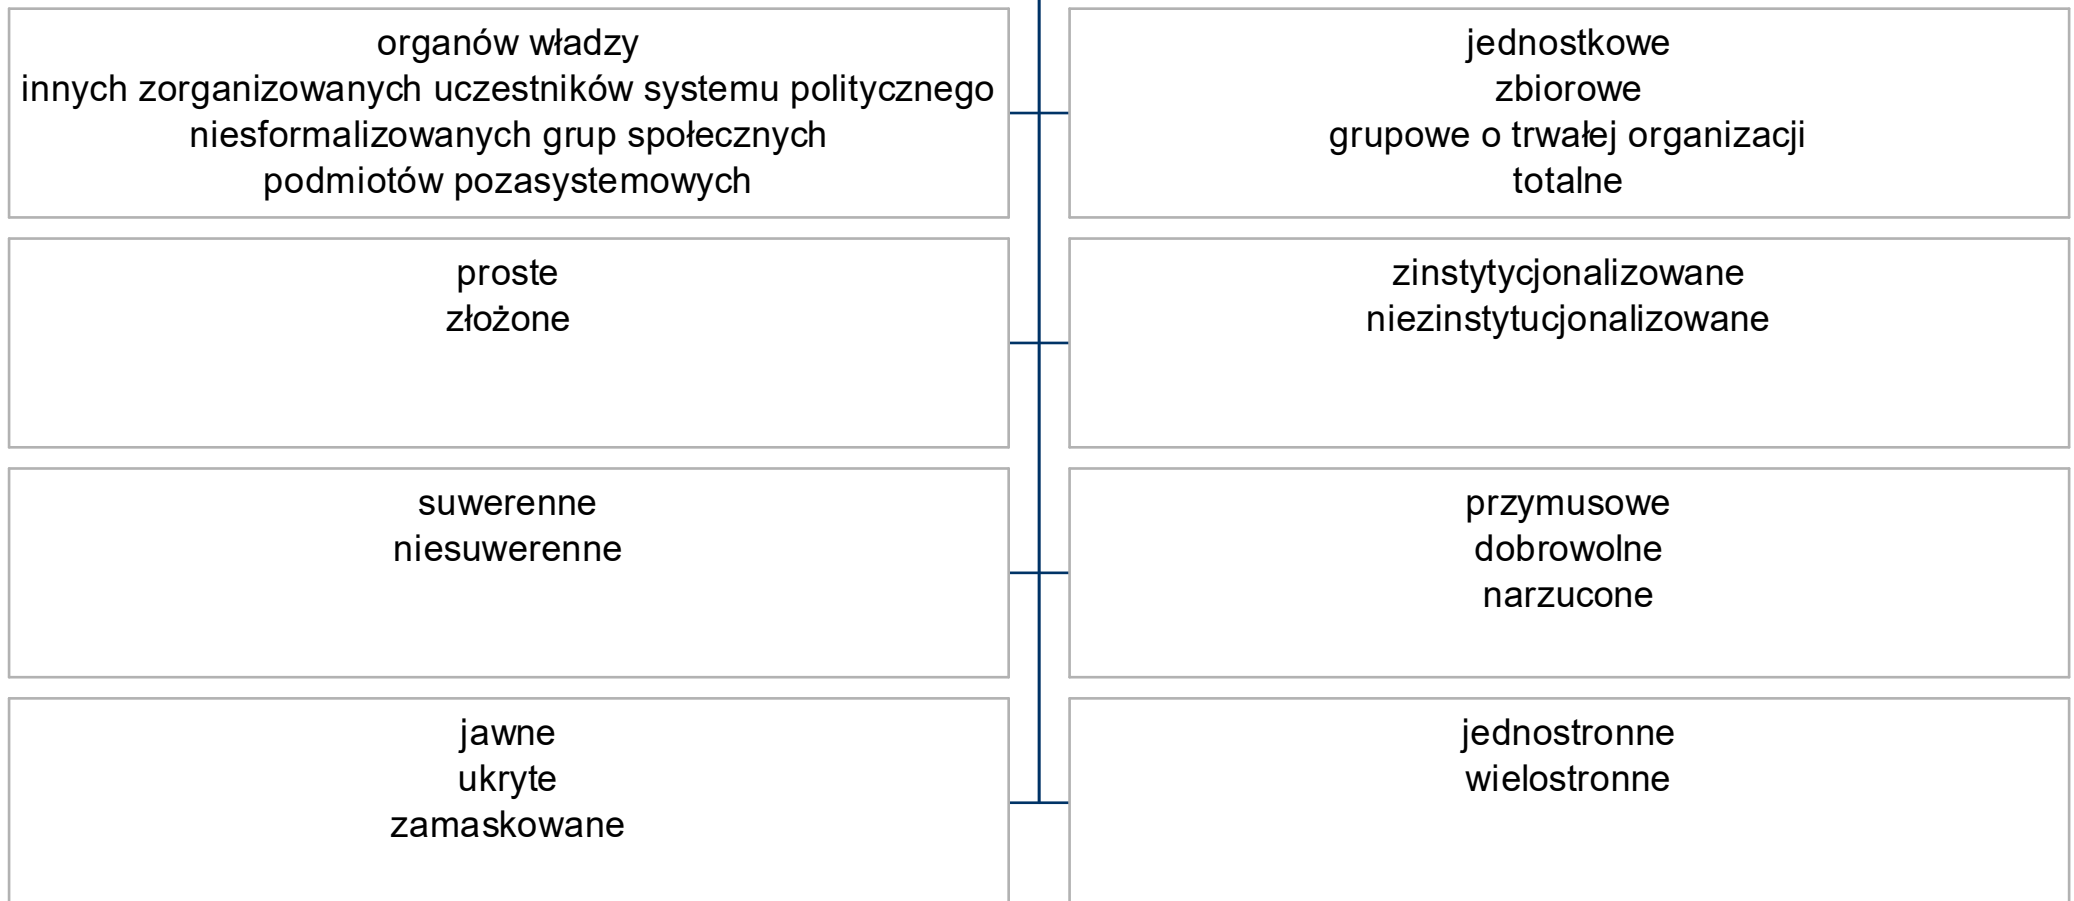 organów władzy
innych zorganizowanych uczestników systemu politycznego
niesformalizowanych grup społecznych
podmiotów pozasystemowych
jednostkowe
zbiorowe
grupowe o trwałej organizacji
totalne
proste
złożone
zinstytycjonalizowane
niezinstytucjonalizowane
suwerenne
niesuwerenne
przymusowe
dobrowolne
narzucone
jawne
ukryte
zamaskowane
jednostronne
wielostronne